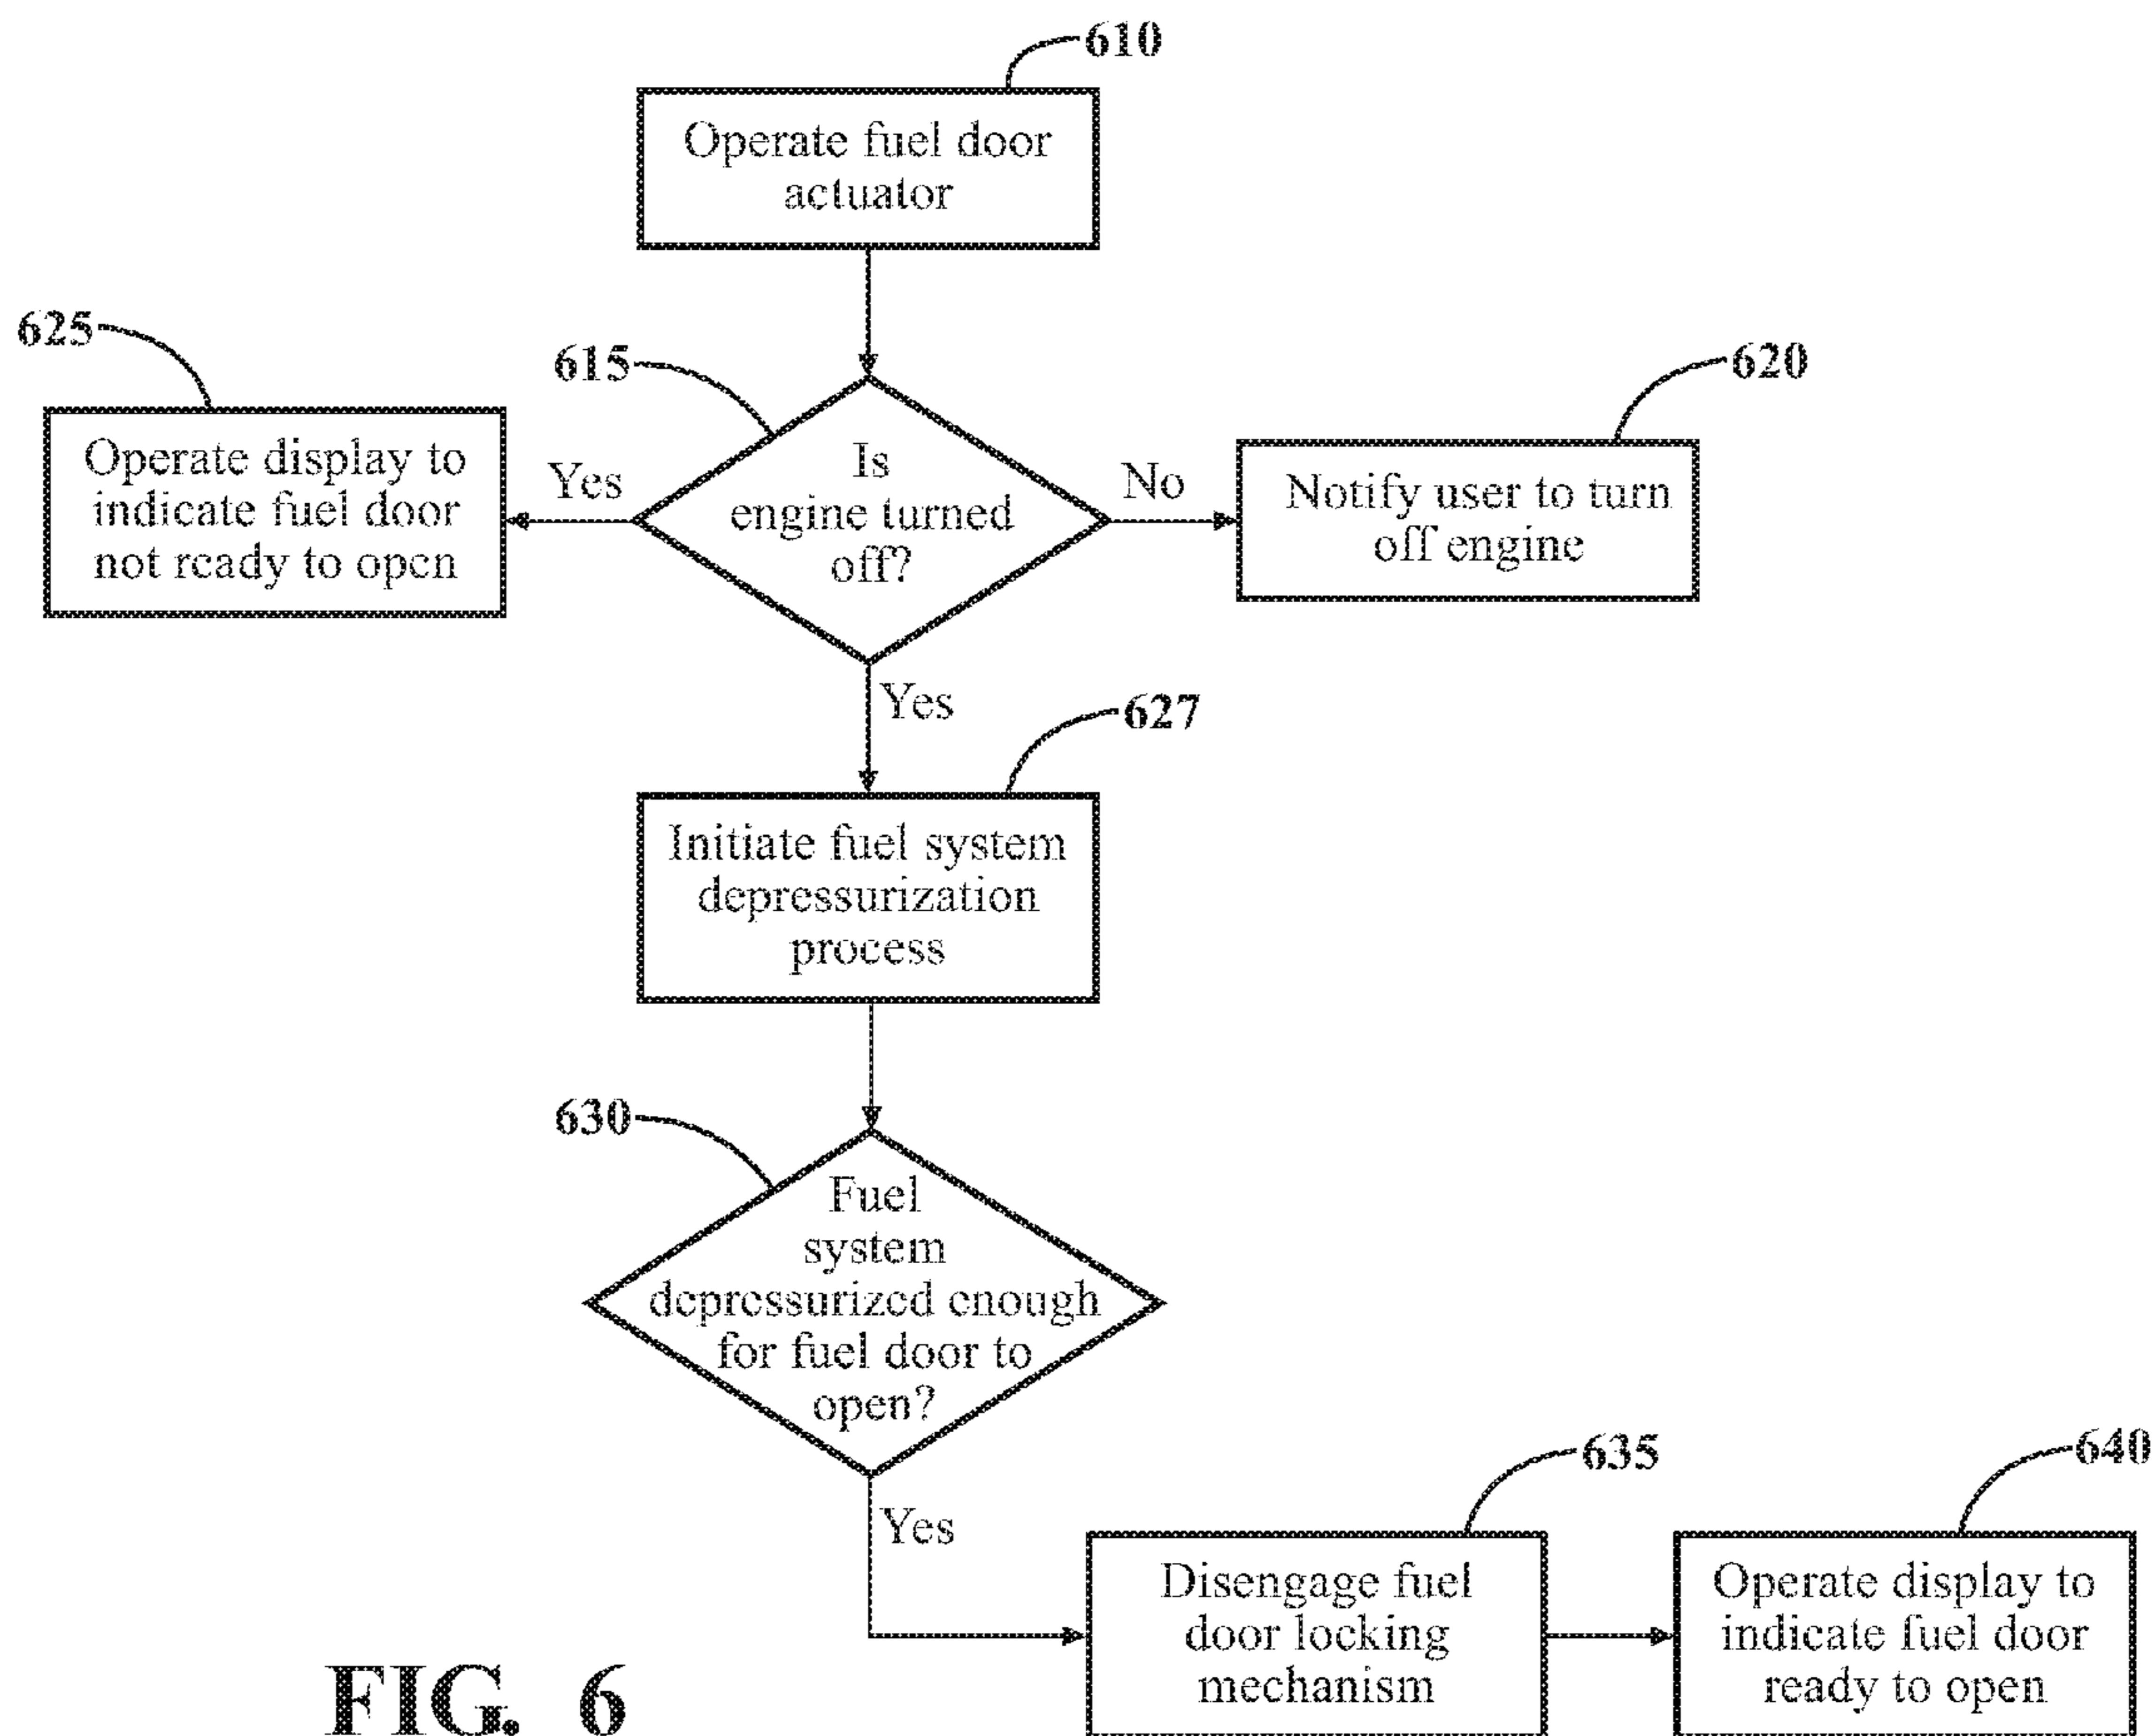 610
Operate fuel door
actuator
625
615
620
Operate display to
indicate fuel door
not ready to open
Yes
Is
engine turned
off?
No
Notify user to turn
off engine
Yes
627
Initiate fuel system
depressurization
process
630
Fuel
system
depressurized enough
for fuel door to
open?
Yes
635
640
Disengage fuel
door locking
mechanism
Operate display to
indicate fuel door
ready to open
FIG. 6